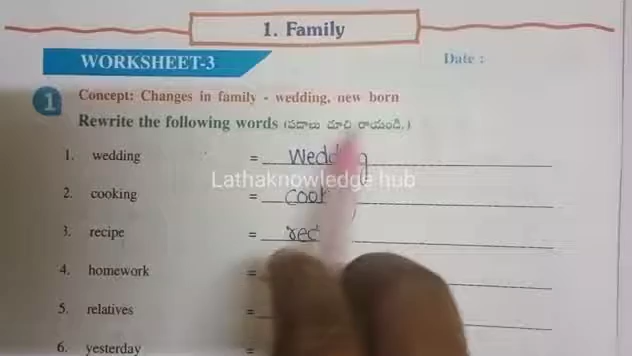 1. Family
WORKSHEET-3 Date :
1 Concept: Changes in family - wedding, new born
Rewrite the following words (పదాలు చూచి రాయండి.)
1. wedding = Wedding
Lathaknowledge hub
2. cooking =
3. recipe =
4. homework =
5. relatives =
6. yesterday =